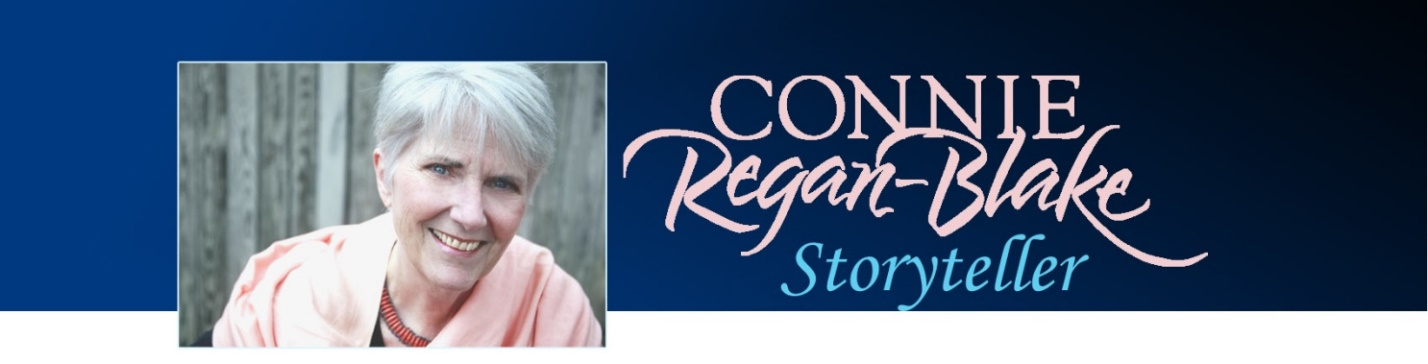 CONNIE
Regan-Blake
Storyteller